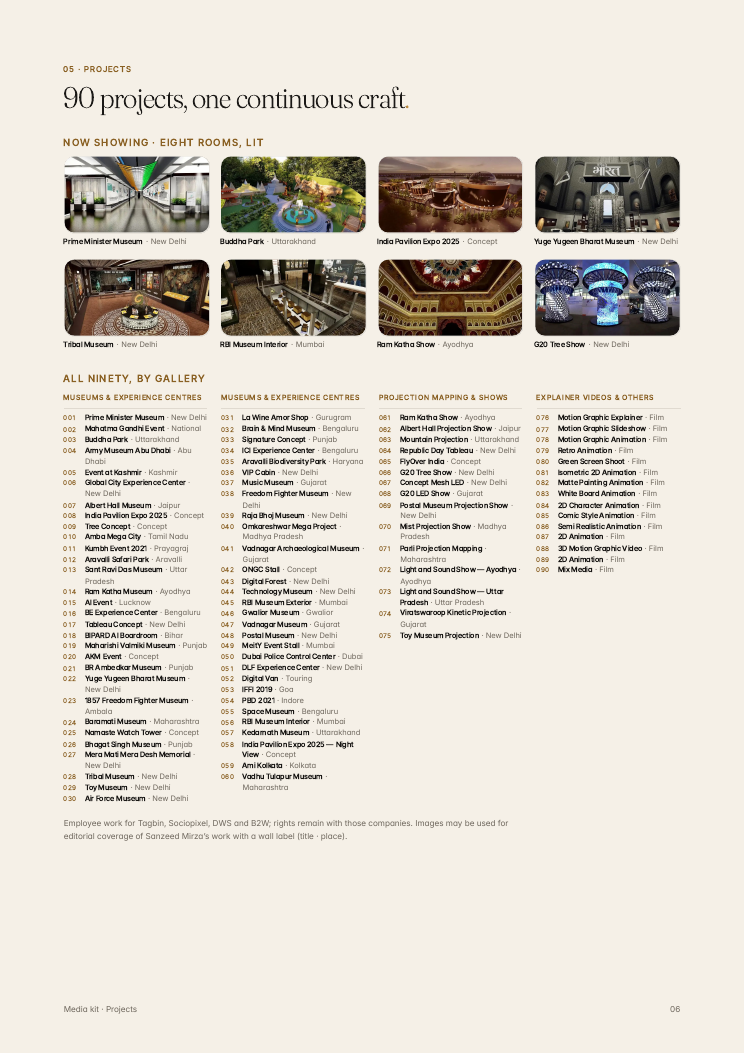 05 · PROJECTS
90 projects, one continuous craft.
NOW SHOWING · EIGHT ROOMS, LIT
भारत
Prime Minister Museum · New Delhi
Buddha Park · Uttarakhand
India Pavilion Expo 2025 · Concept
Yuge Yugeen Bharat Museum · New Delhi
Tribal Museum · New Delhi
RBI Museum Interior · Mumbai
Ram Katha Show · Ayodhya
G20 Tree Show · New Delhi
ALL NINETY, BY GALLERY
MUSEUMS & EXPERIENCE CENTRES
001 Prime Minister Museum · New Delhi
002 Mahatma Gandhi Event · National
003 Buddha Park · Uttarakhand
004 Army Museum Abu Dhabi · Abu
Dhabi
005 Event at Kashmir · Kashmir
006 Global City Experience Center ·
New Delhi
007 Albert Hall Museum · Jaipur
008 India Pavilion Expo 2025 · Concept
009 Tree Concept · Concept
010 Amba Mega City · Tamil Nadu
011 Kumbh Event 2021 · Prayagraj
012 Aravali Safari Park · Aravalli
013 Sant Ravi Das Museum · Uttar
Pradesh
014 Ram Katha Museum · Ayodhya
015 AI Event · Lucknow
016 BE Experience Center · Bengaluru
017 Tableau Concept · New Delhi
018 BIPARD AI Boardroom · Bihar
019 Maharishi Valmiki Museum · Punjab
020 AKM Event · Concept
021 BR Ambedkar Museum · Punjab
022 Yuge Yugeen Bharat Museum ·
New Delhi
023 1857 Freedom Fighter Museum ·
Ambala
024 Baramati Museum · Maharashtra
025 Namaste Watch Tower · Concept
026 Bhagat Singh Museum · Punjab
027 Mera Mati Mera Desh Memorial ·
New Delhi
028 Tribal Museum · New Delhi
029 Toy Museum · New Delhi
030 Air Force Museum · New Delhi
MUSEUMS & EXPERIENCE CENTRES
031 La Wine Amor Shop · Gurugram
032 Brain & Mind Museum · Bengaluru
033 Signature Concept · Punjab
034 ICI Experience Center · Bengaluru
035 Aravali Biodiversity Park · Haryana
036 VIP Cabin · New Delhi
037 Music Museum · Gujarat
038 Freedom Fighter Museum · New
Delhi
039 Raja Bhoj Museum · New Delhi
040 Omkareshwar Mega Project ·
Madhya Pradesh
041 Vadnagar Archaeological Museum ·
Gujarat
042 ONGC Stall · Concept
043 Digital Forest · New Delhi
044 Technology Museum · New Delhi
045 RBI Museum Exterior · Mumbai
046 Gwalior Museum · Gwalior
047 Vadnagar Museum · Gujarat
048 Postal Museum · New Delhi
049 MeitY Event Stall · Mumbai
050 Dubai Police Control Center · Dubai
051 DLF Experience Center · New Delhi
052 Digital Van · Touring
053 IFFI 2019 · Goa
054 PBD 2021 · Indore
055 Space Museum · Bengaluru
056 RBI Museum Interior · Mumbai
057 Kedarnath Museum · Uttarakhand
058 India Pavilion Expo 2025 — Night
View · Concept
059 Ami Kolkata · Kolkata
060 Vadhu Tulapur Museum ·
Maharashtra
PROJECTION MAPPING & SHOWS
061 Ram Katha Show · Ayodhya
062 Albert Hall Projection Show · Jaipur
063 Mountain Projection · Uttarakhand
064 Republic Day Tableau · New Delhi
065 FlyOver India · Concept
066 G20 Tree Show · New Delhi
067 Concept Mesh LED · New Delhi
068 G20 LED Show · Gujarat
069 Postal Museum Projection Show ·
New Delhi
070 Mist Projection Show · Madhya
Pradesh
071 Parli Projection Mapping ·
Maharashtra
072 Light and Sound Show — Ayodhya ·
Ayodhya
073 Light and Sound Show — Uttar
Pradesh · Uttar Pradesh
074 Viratswaroop Kinetic Projection ·
Gujarat
075 Toy Museum Projection · New Delhi
EXPLAINER VIDEOS & OTHERS
076 Motion Graphic Explainer · Film
077 Motion Graphic Slideshow · Film
078 Motion Graphic Animation · Film
079 Retro Animation · Film
080 Green Screen Shoot · Film
081 Isometric 2D Animation · Film
082 Matte Painting Animation · Film
083 White Board Animation · Film
084 2D Character Animation · Film
085 Comic Style Animation · Film
086 Semi Realistic Animation · Film
087 2D Animation · Film
088 3D Motion Graphic Video · Film
089 2D Animation · Film
090 Mix Media · Film
Employee work for Tagbin, Sociopixel, DWS and B2W; rights remain with those companies. Images may be used for
editorial coverage of Sanzeed Mirza's work with a wall label (title · place).
Media kit · Projects
06